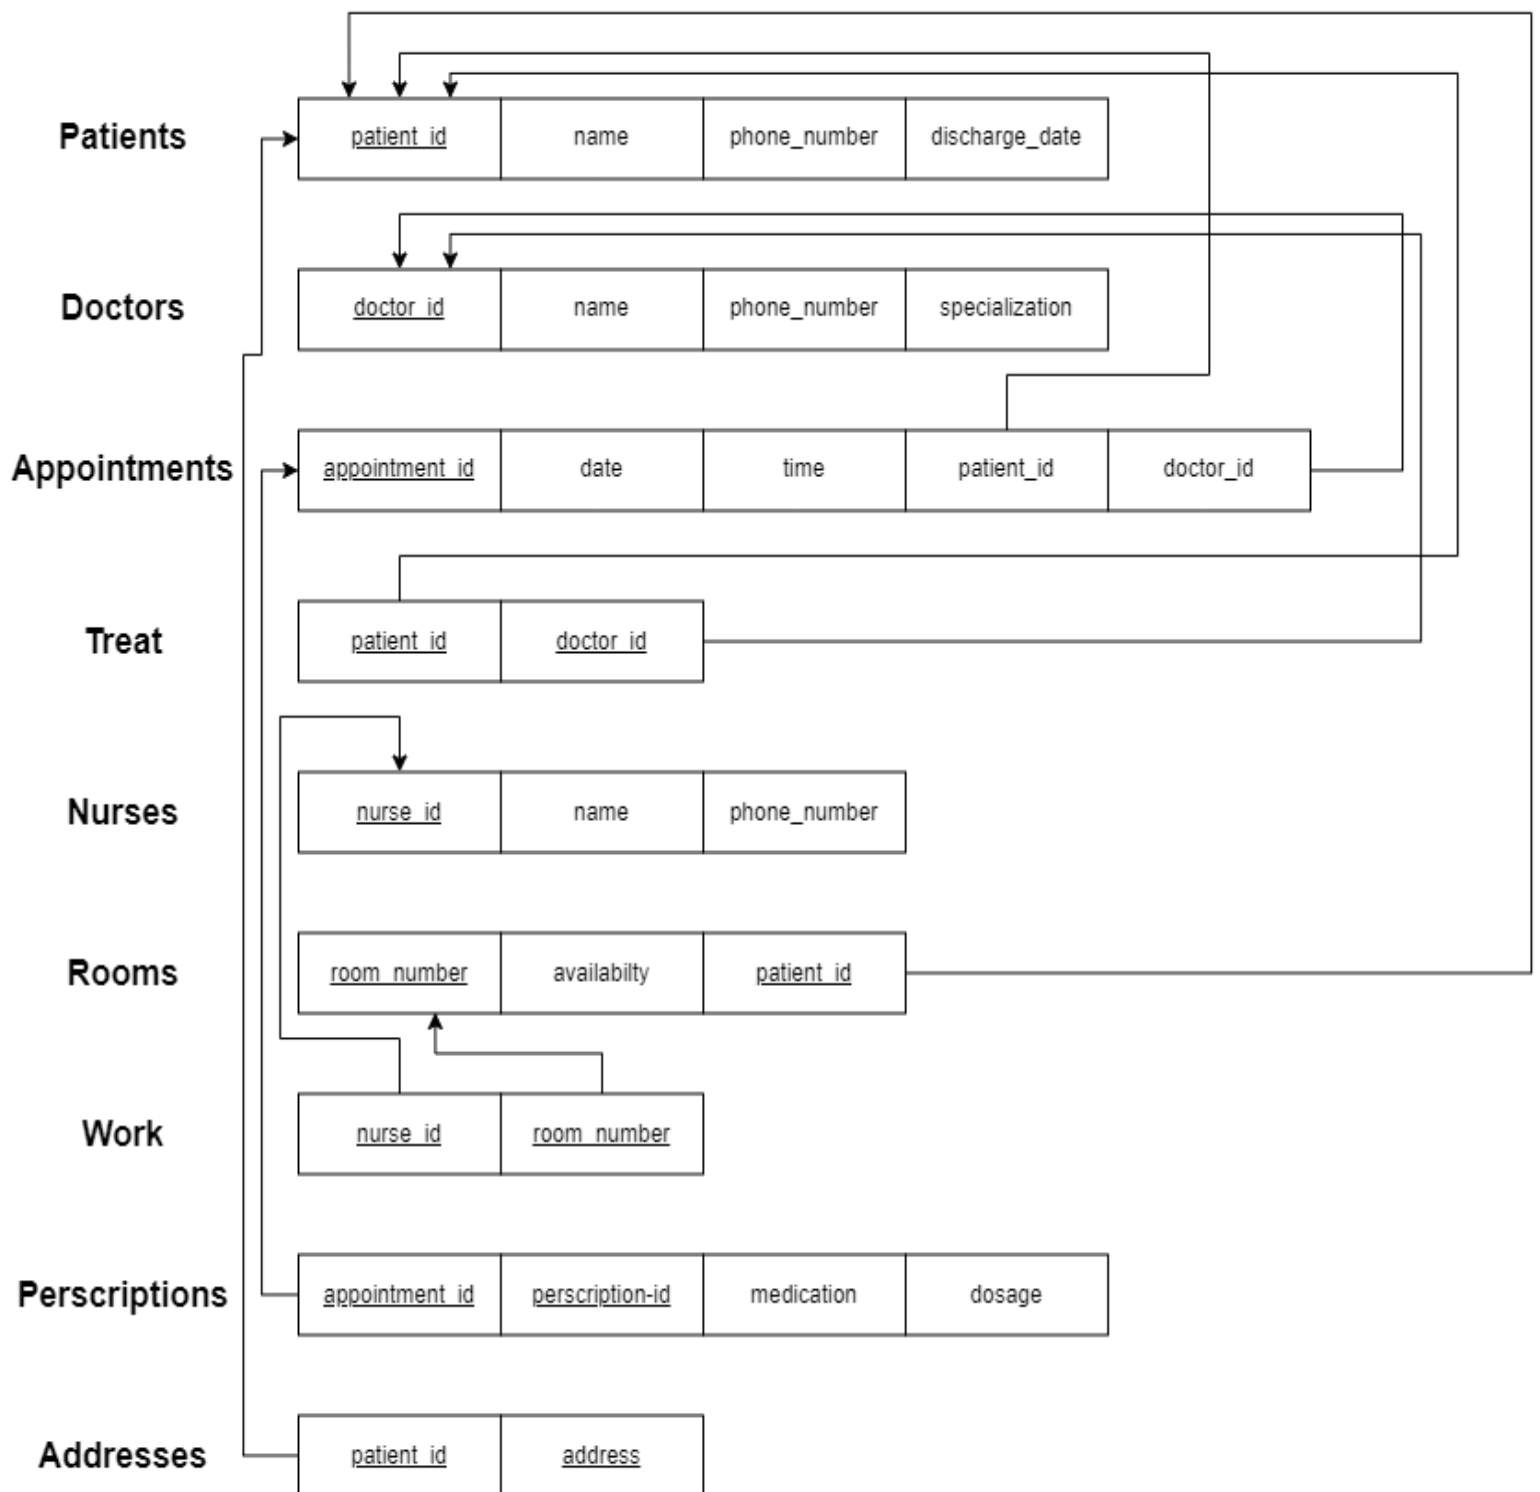 Patients patient_id name phone_number discharge_date
Doctors doctor_id name phone_number specialization
Appointments appointment_id date time patient_id doctor_id
Treat patient_id doctor_id
Nurses nurse_id name phone_number
Rooms room_number availabilty patient_id
Work nurse_id room_number
Perscriptions appointment_id perscription-id medication dosage
Addresses patient_id address